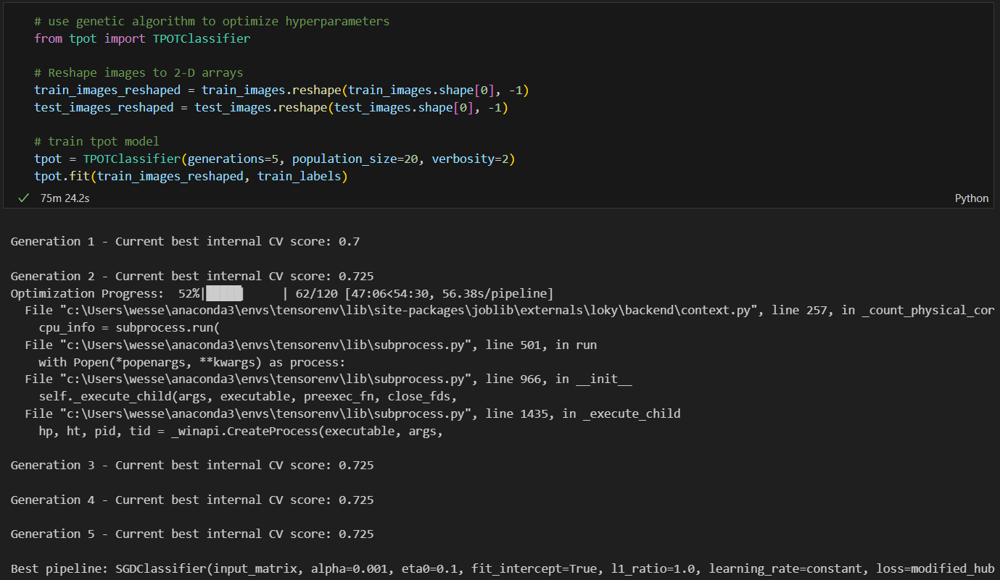 # use genetic algorithm to optimize hyperparameters
from tpot import TPOTClassifier
# Reshape images to 2-D arrays
train_images_reshaped = train_images.reshape(train_images.shape[0], -1)
test_images_reshaped = test_images.reshape(test_images.shape[0], -1)
# train tpot model
tpot = TPOTClassifier(generations=5, population_size=20, verbosity=2)
tpot.fit(train_images_reshaped, train_labels)
75m 24.2s Python
Generation 1 - Current best internal CV score: 0.7
Generation 2 - Current best internal CV score: 0.725
Optimization Progress:  52%|█████     | 62/120 [47:06<54:30, 56.38s/pipeline]
  File "c:\Users\wesse\anaconda3\envs\tensorenv\lib\site-packages\joblib\externals\loky\backend\context.py", line 257, in _count_physical_cor
    cpu_info = subprocess.run(
  File "c:\Users\wesse\anaconda3\envs\tensorenv\lib\subprocess.py", line 501, in run
    with Popen(*popenargs, **kwargs) as process:
  File "c:\Users\wesse\anaconda3\envs\tensorenv\lib\subprocess.py", line 966, in __init__
    self._execute_child(args, executable, preexec_fn, close_fds,
  File "c:\Users\wesse\anaconda3\envs\tensorenv\lib\subprocess.py", line 1435, in _execute_child
    hp, ht, pid, tid = _winapi.CreateProcess(executable, args,
Generation 3 - Current best internal CV score: 0.725
Generation 4 - Current best internal CV score: 0.725
Generation 5 - Current best internal CV score: 0.725
Best pipeline: SGDClassifier(input_matrix, alpha=0.001, eta0=0.1, fit_intercept=True, l1_ratio=1.0, learning_rate=constant, loss=modified_hub